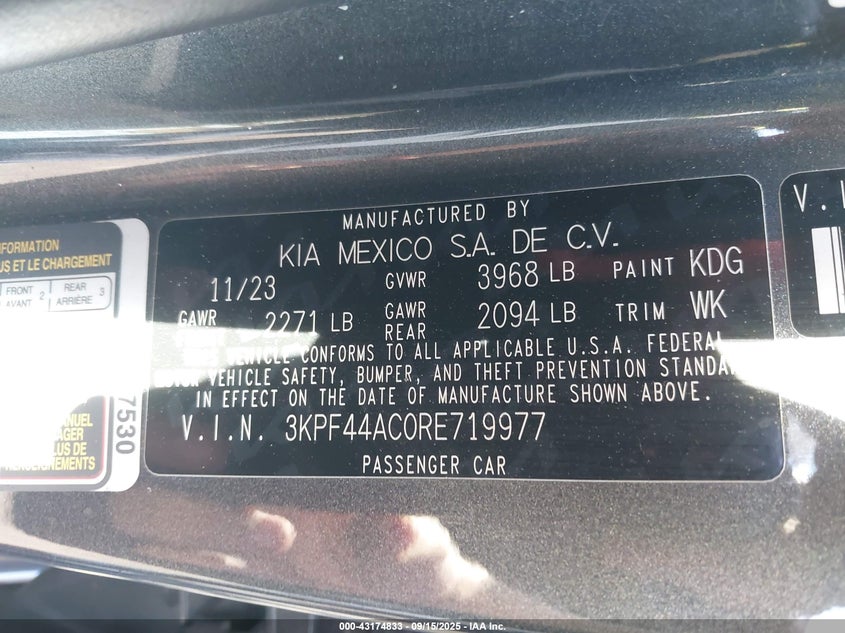 MANUFACTURED BY
KIA MEXICO S.A. DE C.V.
11/23 GVWR 3968 LB PAINT KDG
GAWR 2271 LB GAWR REAR 2094 LB TRIM WK
VEHICLE CONFORMS TO ALL APPLICABLE U.S.A. FEDERAL
VEHICLE SAFETY, BUMPER, AND THEFT PREVENTION
IN EFFECT ON THE DATE OF MANUFACTURE SHOWN ABOVE.
V.I.N. 3KPF44AC0RE719977
PASSENGER CAR
ET LE CHARGEMENT
FRONT AVANT 2 REAR ARRIÈRE 3
7530
000-43174833 - 09/15/2025 - IAA Inc.